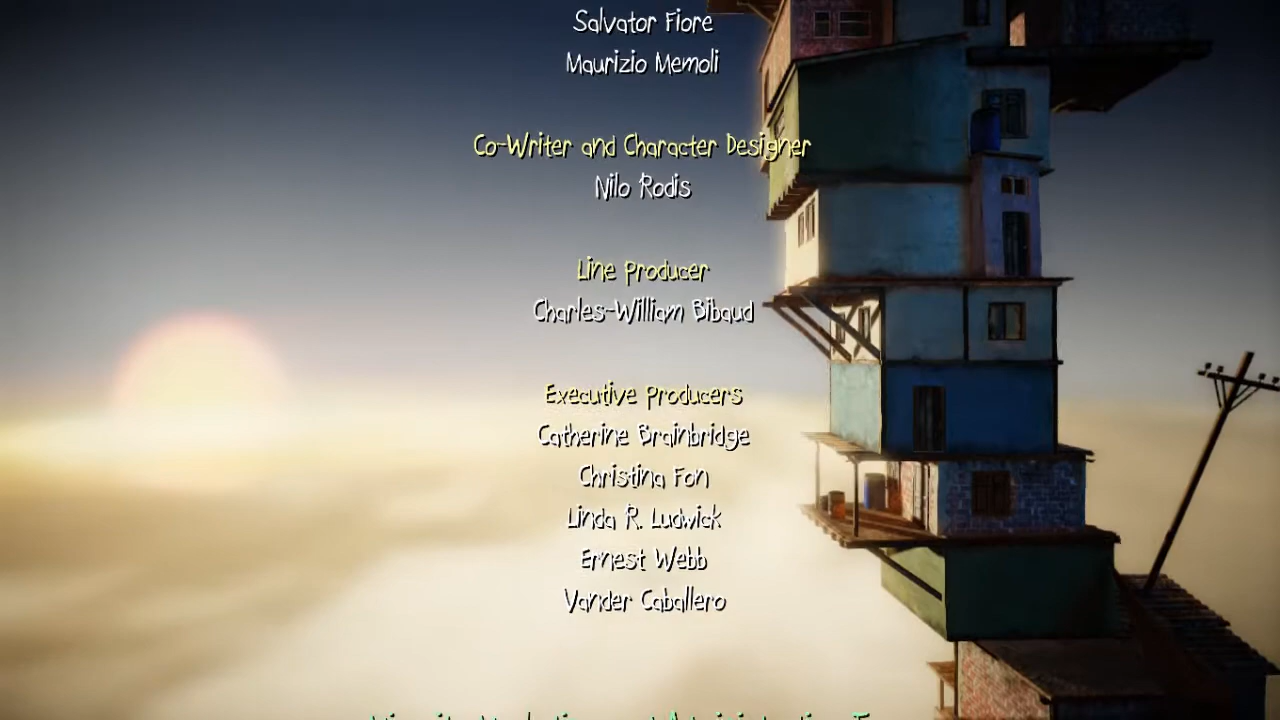 Salvator Fiore
Maurizio Memoli
Co-Writer and Character Designer
Nilo Rodis
Line Producer
Charles-William Bibaud
Executive Producers
Catherine Brainbridge
Christina Fon
Linda R. Ludwick
Ernest Webb
Vander Caballero